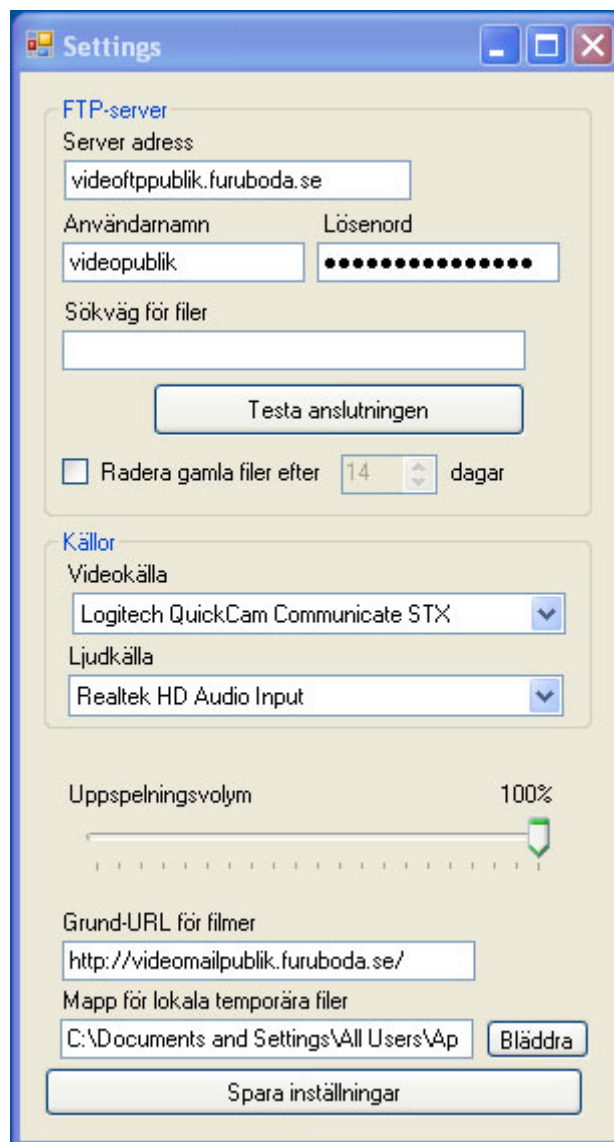 Settings
FTP-server
Server adress
videoftppublik.furuboda.se
Användarnamn Lösenord
videopublik ●●●●●●●●●●●●●●●
Sökväg för filer
Testa anslutningen
Radera gamla filer efter 14 dagar
Källor
Videokälla
Logitech QuickCam Communicate STX
Ljudkälla
Realtek HD Audio Input
Uppspelningsvolym 100%
Grund-URL för filmer
http://videomailpublik.furuboda.se/
Mapp för lokala temporära filer
C:\Documents and Settings\All Users\Ap Bläddra
Spara inställningar